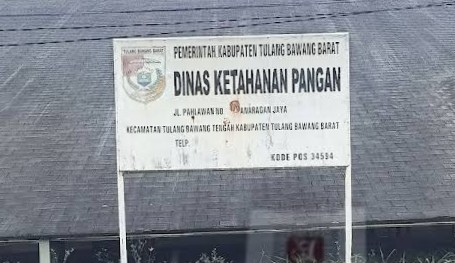 TULANG BAWANG BARAT
PEMERINTAH KABUPATEN TULANG BAWANG BARAT
DINAS KETAHANAN PANGAN
JL. PAHLAWAN NO PANARAGAN JAYA
KECAMATAN TULANG BAWANG TENGAH KABUPATEN TULANG BAWANG BARAT
TELP.
KODE POS 34594